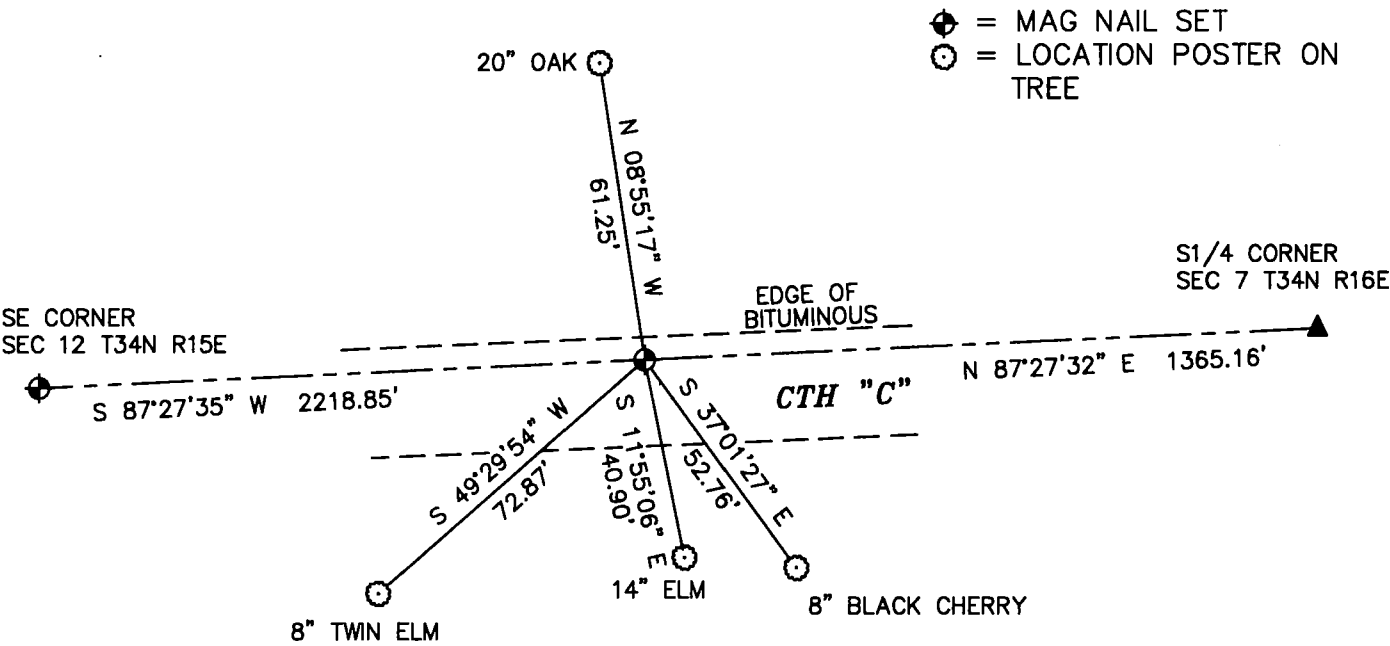 = MAG NAIL SET
= LOCATION POSTER ON
TREE
20" OAK
N 08°55'17" W
61.25'
S1/4 CORNER
SEC 7 T34N R16E
EDGE OF
BITUMINOUS
SE CORNER
SEC 12 T34N R15E
S 87°27'35" W 2218.85'
N 87°27'32" E 1365.16'
CTH "C"
S 49°29'54" W
72.87'
S 11°55'06" E
40.90'
S 37°01'27" E
52.76'
14" ELM
8" BLACK CHERRY
8" TWIN ELM